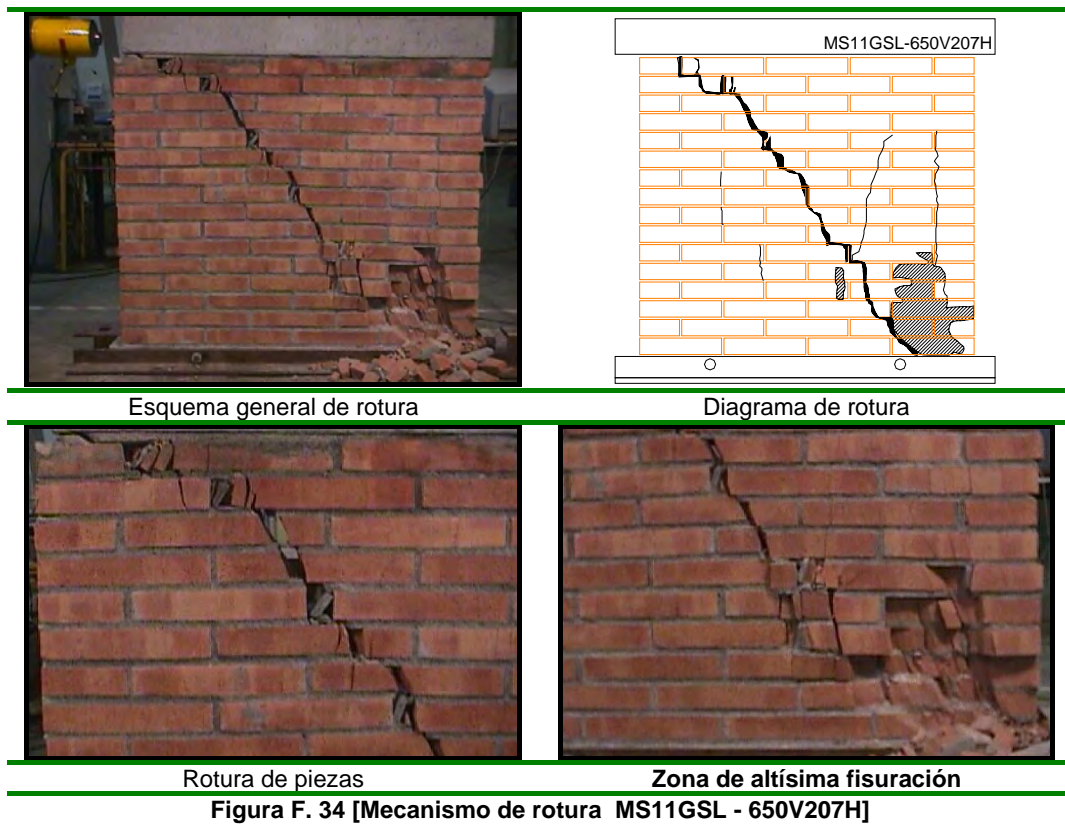 MS11GSL-650V207H
Esquema general de rotura
Diagrama de rotura
Rotura de piezas
Zona de altísima fisuración
Figura F. 34 [Mecanismo de rotura MS11GSL - 650V207H]